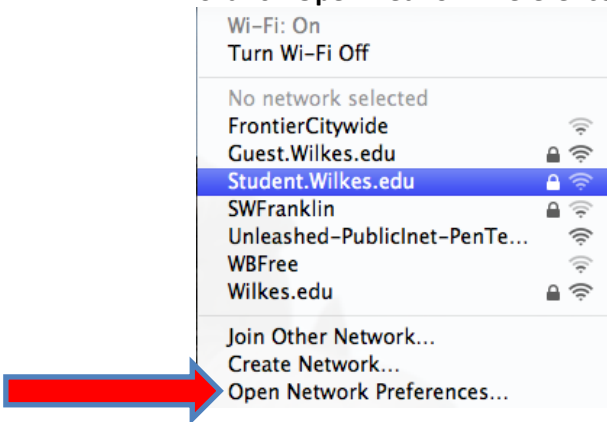 Wi-Fi: On
Turn Wi-Fi Off
No network selected
FrontierCitywide
Guest.Wilkes.edu
Student.Wilkes.edu
SWFranklin
Unleashed-PublicInet-PenTe...
WBFree
Wilkes.edu
Join Other Network...
Create Network...
Open Network Preferences...